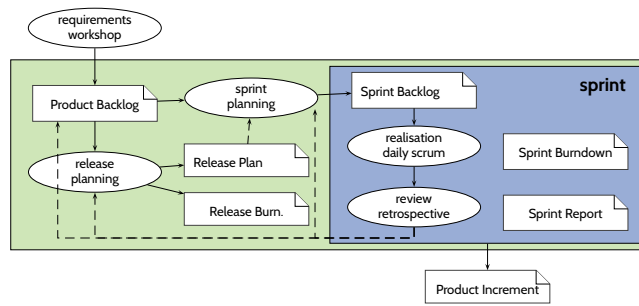 requirements
workshop
sprint
Product Backlog
sprint
planning
Sprint Backlog
realisation
daily scrum
Sprint Burndown
release
planning
Release Plan
Release Burn.
review
retrospective
Sprint Report
Product Increment